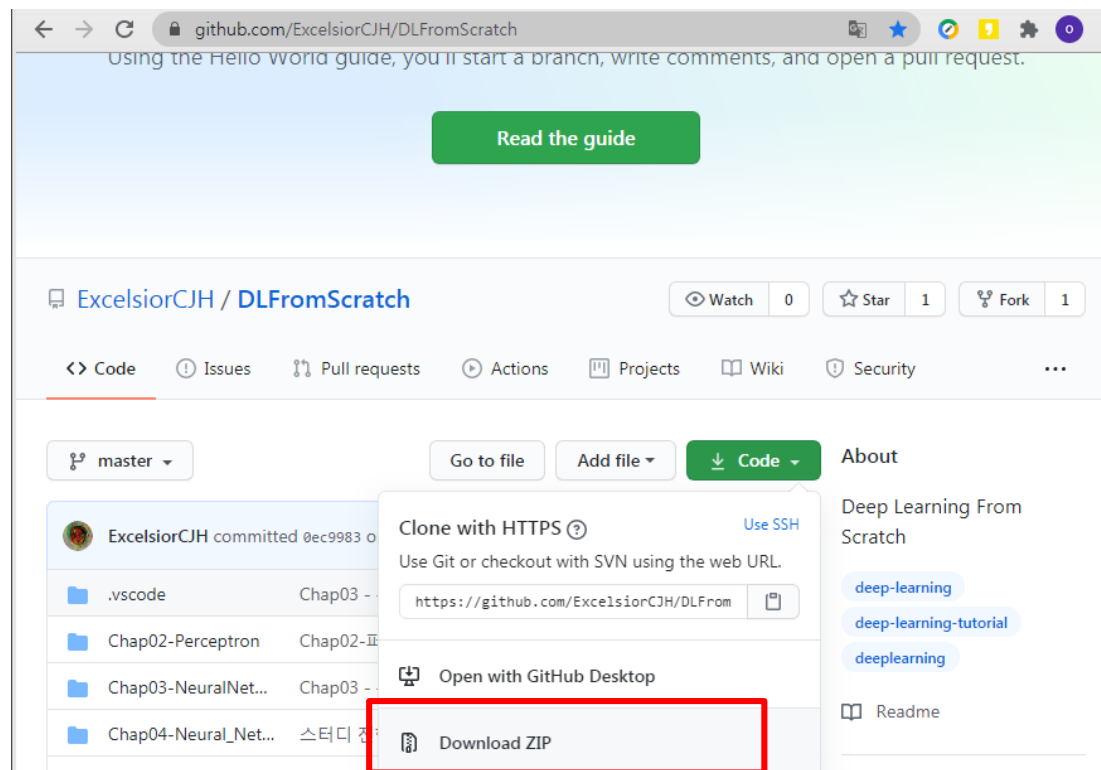 github.com/ExcelsiorCJH/DLFromScratch
Using the Hello World guide, you'll start a branch, write comments, and open a pull request.
Read the guide
ExcelsiorCJH / DLFromScratch
Watch 0
Star 1
Fork 1
Code
Issues
Pull requests
Actions
Projects
Wiki
Security
...
master
Go to file
Add file
Code
About
Deep Learning From
Scratch
deep-learning
deep-learning-tutorial
deeplearning
Readme
ExcelsiorCJH committed 0ec9983 o
.vscode Chap03 -
Chap02-Perceptron Chap02-퍼
Chap03-NeuralNet... Chap03 -
Chap04-Neural_Net... 스터디
Clone with HTTPS
Use SSH
Use Git or checkout with SVN using the web URL.
https://github.com/ExcelsiorCJH/DLFrom
Open with GitHub Desktop
Download ZIP